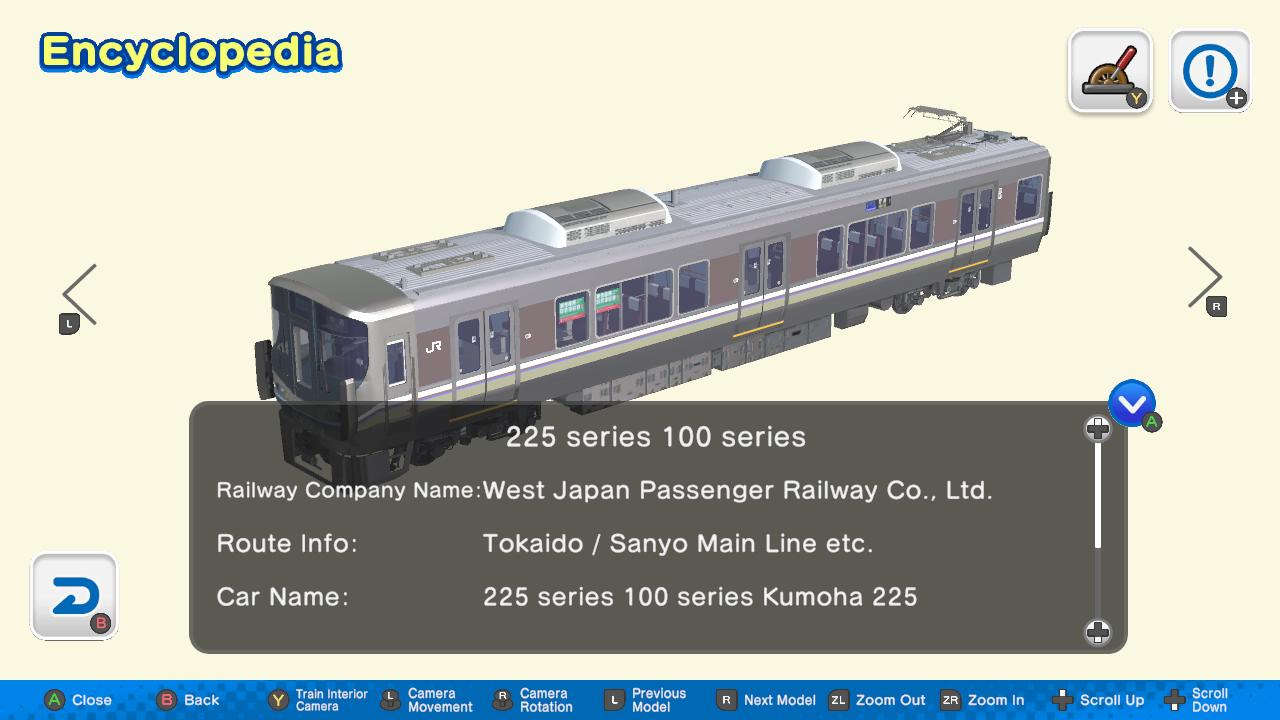 Encyclopedia
Y
+
JR
L
R
A
225 series 100 series
Railway Company Name:West Japan Passenger Railway Co., Ltd.
Route Info: Tokaido / Sanyo Main Line etc.
Car Name: 225 series 100 series Kumoha 225
B
A Close
B Back
Y Train Interior Camera
L Camera Movement
R Camera Rotation
L Previous Model
R Next Model
ZL Zoom Out
ZR Zoom In
Scroll Up
Scroll Down